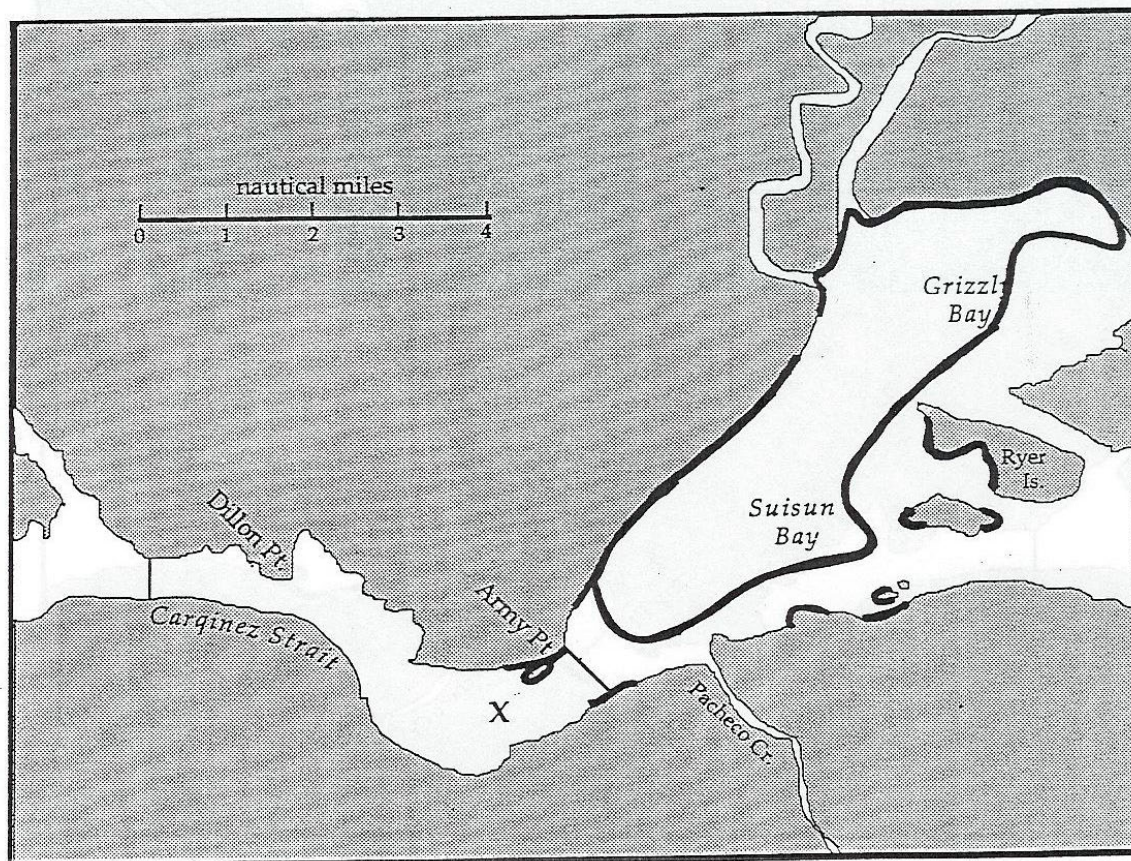 nautical miles
0 1 2 3 4
Grizzl
Bay
Ryer
Is.
Suisun
Bay
Dillon Pt.
Army Pt.
Carqinez Strait
X
Pacheco Cr.